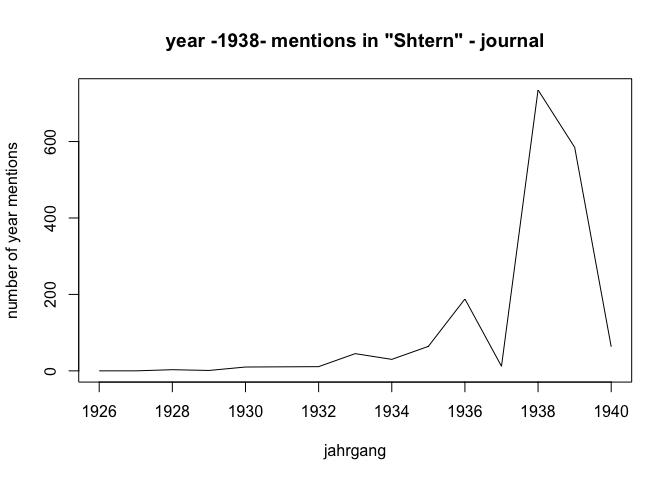 year -1938- mentions in "Shtern" - journal
number of year mentions
600
400
200
0
1926 1928 1930 1932 1934 1936 1938 1940
jahrgang